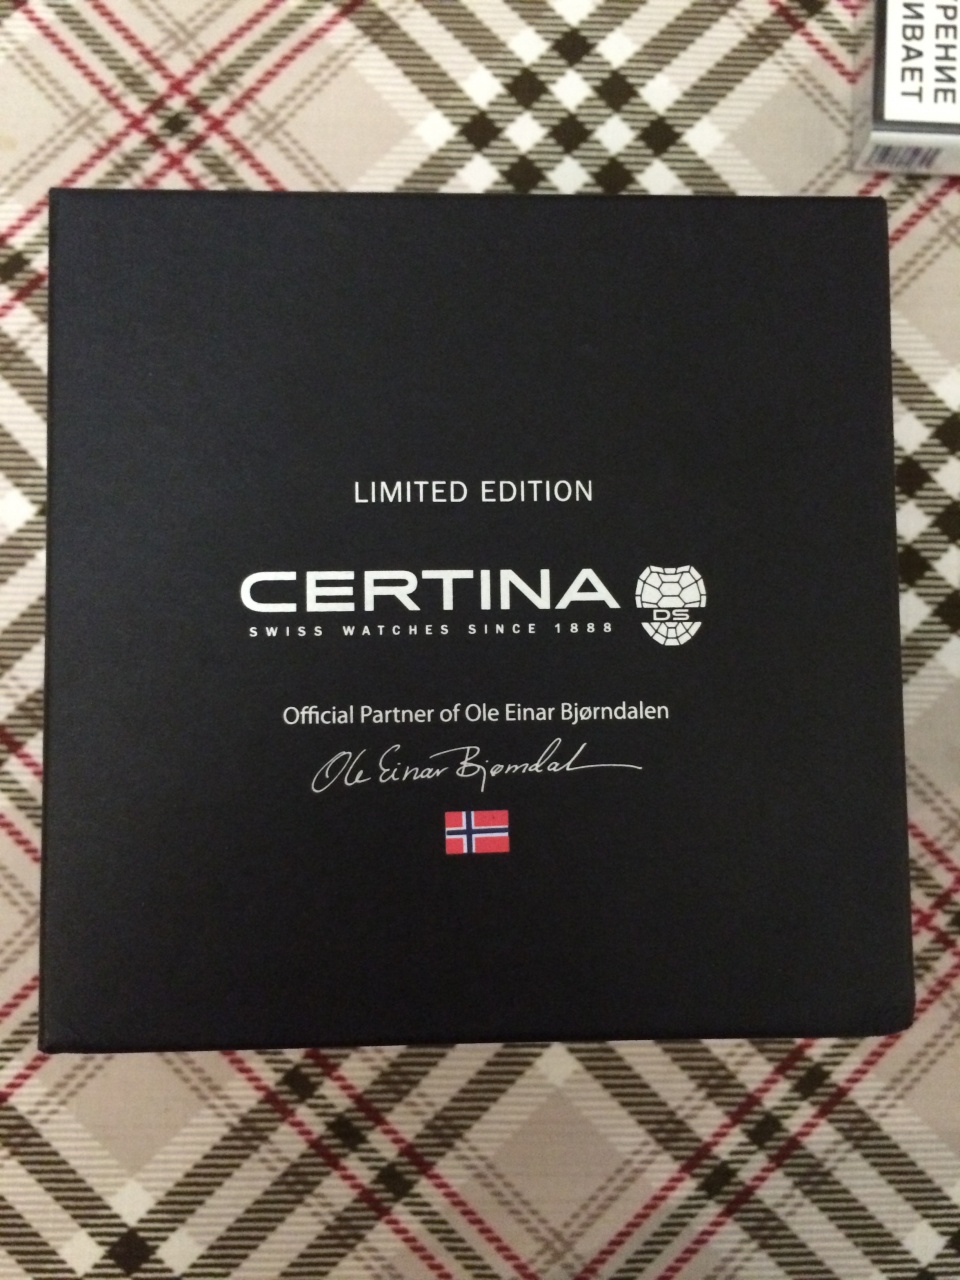 РЕНИЕ
ИВАЕТ
LIMITED EDITION
CERTINA
DS
SWISS WATCHES SINCE 1888
Official Partner of Ole Einar Bjørndalen
Ole Einar Bjørndal